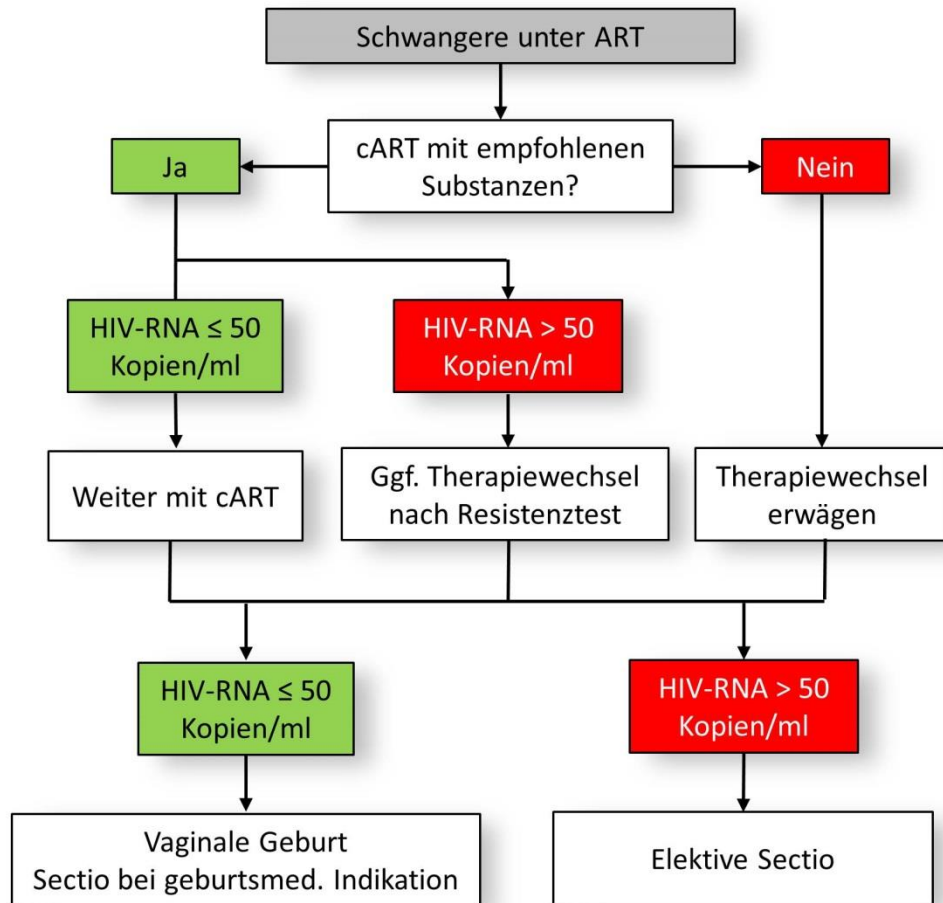 Schwangere unter ART
cART mit empfohlenen
Substanzen?
Ja
Nein
HIV-RNA ≤ 50
Kopien/ml
HIV-RNA > 50
Kopien/ml
Weiter mit cART
Ggf. Therapiewechsel
nach Resistenztest
Therapiewechsel
erwägen
HIV-RNA ≤ 50
Kopien/ml
HIV-RNA > 50
Kopien/ml
Vaginale Geburt
Sectio bei geburtsmed. Indikation
Elektive Sectio